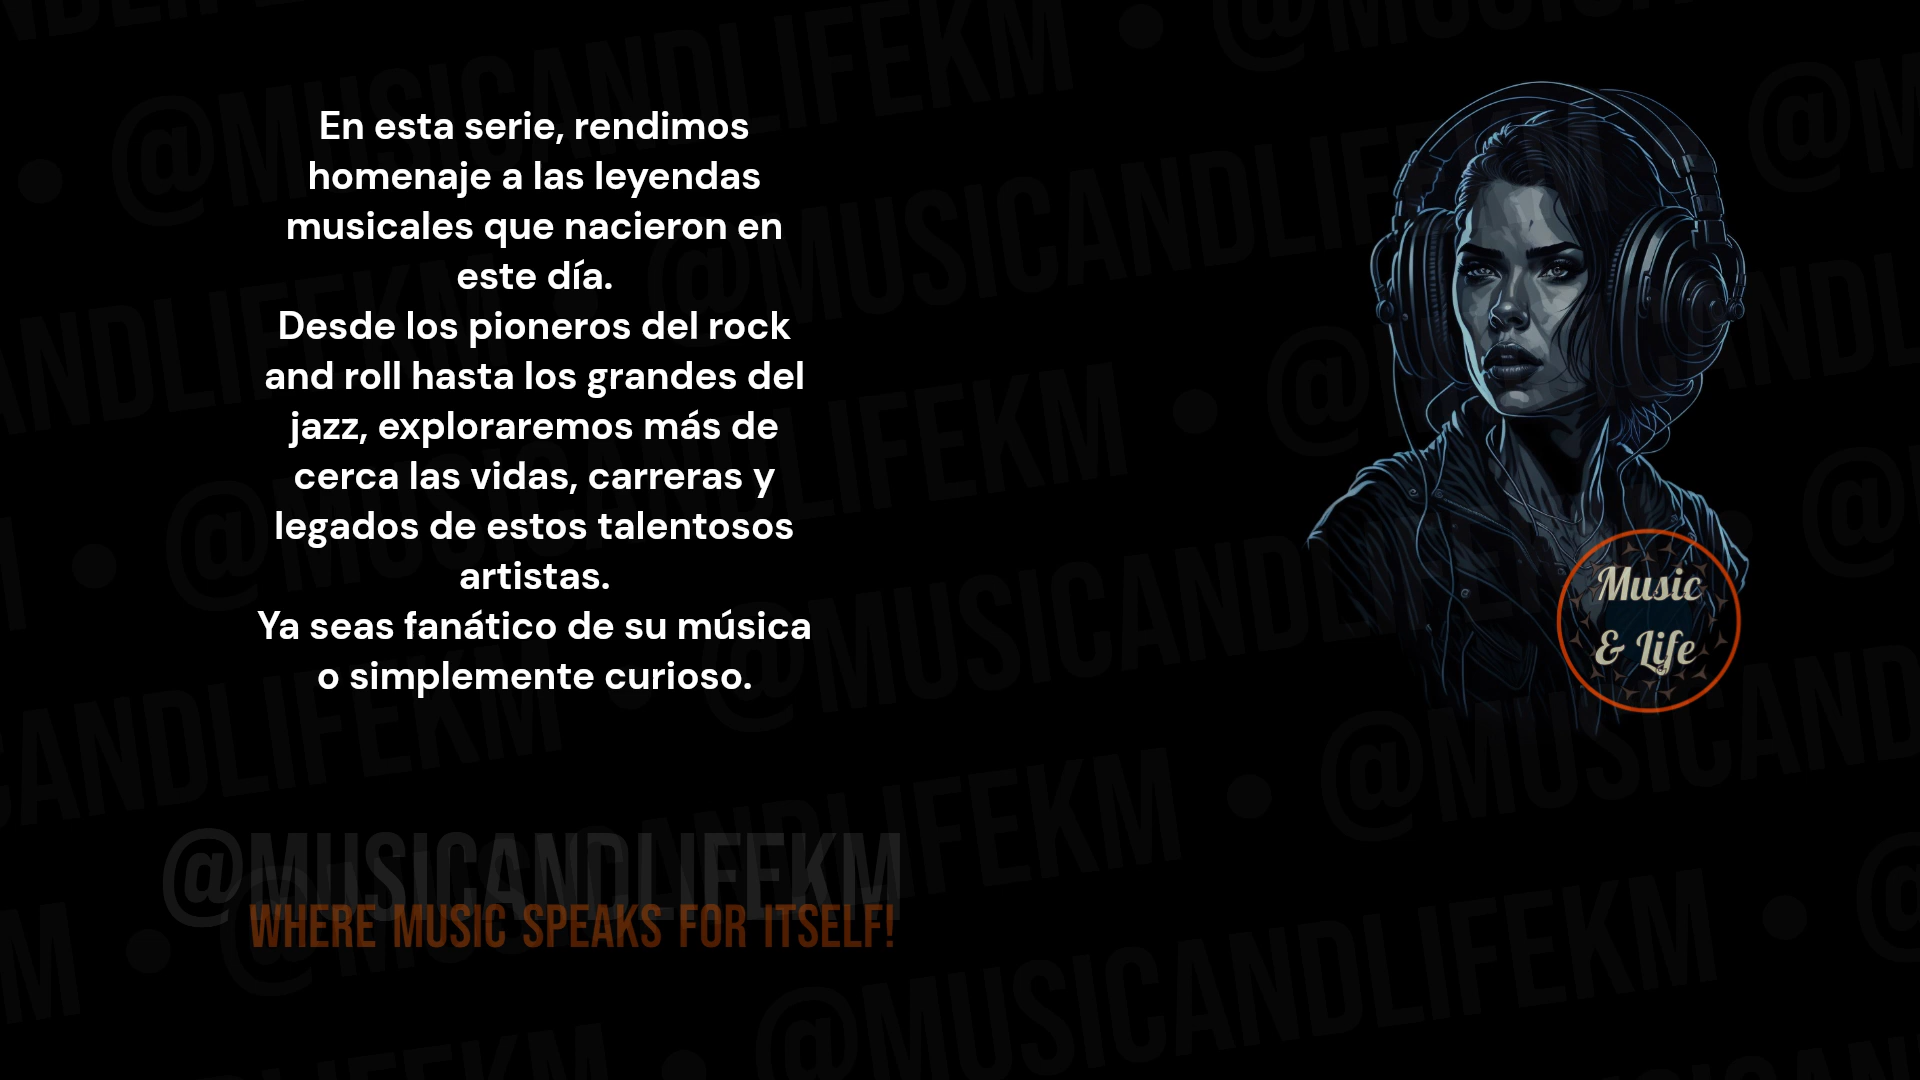 En esta serie, rendimos
homenaje a las leyendas
musicales que nacieron en
este día.
Desde los pioneros del rock
and roll hasta los grandes del
jazz, exploraremos más de
cerca las vidas, carreras y
legados de estos talentosos
artistas.
Ya seas fanático de su música
o simplemente curioso.
Music
& Life
@MUSICANDLIFEKM
WHERE MUSIC SPEAKS FOR ITSELF!